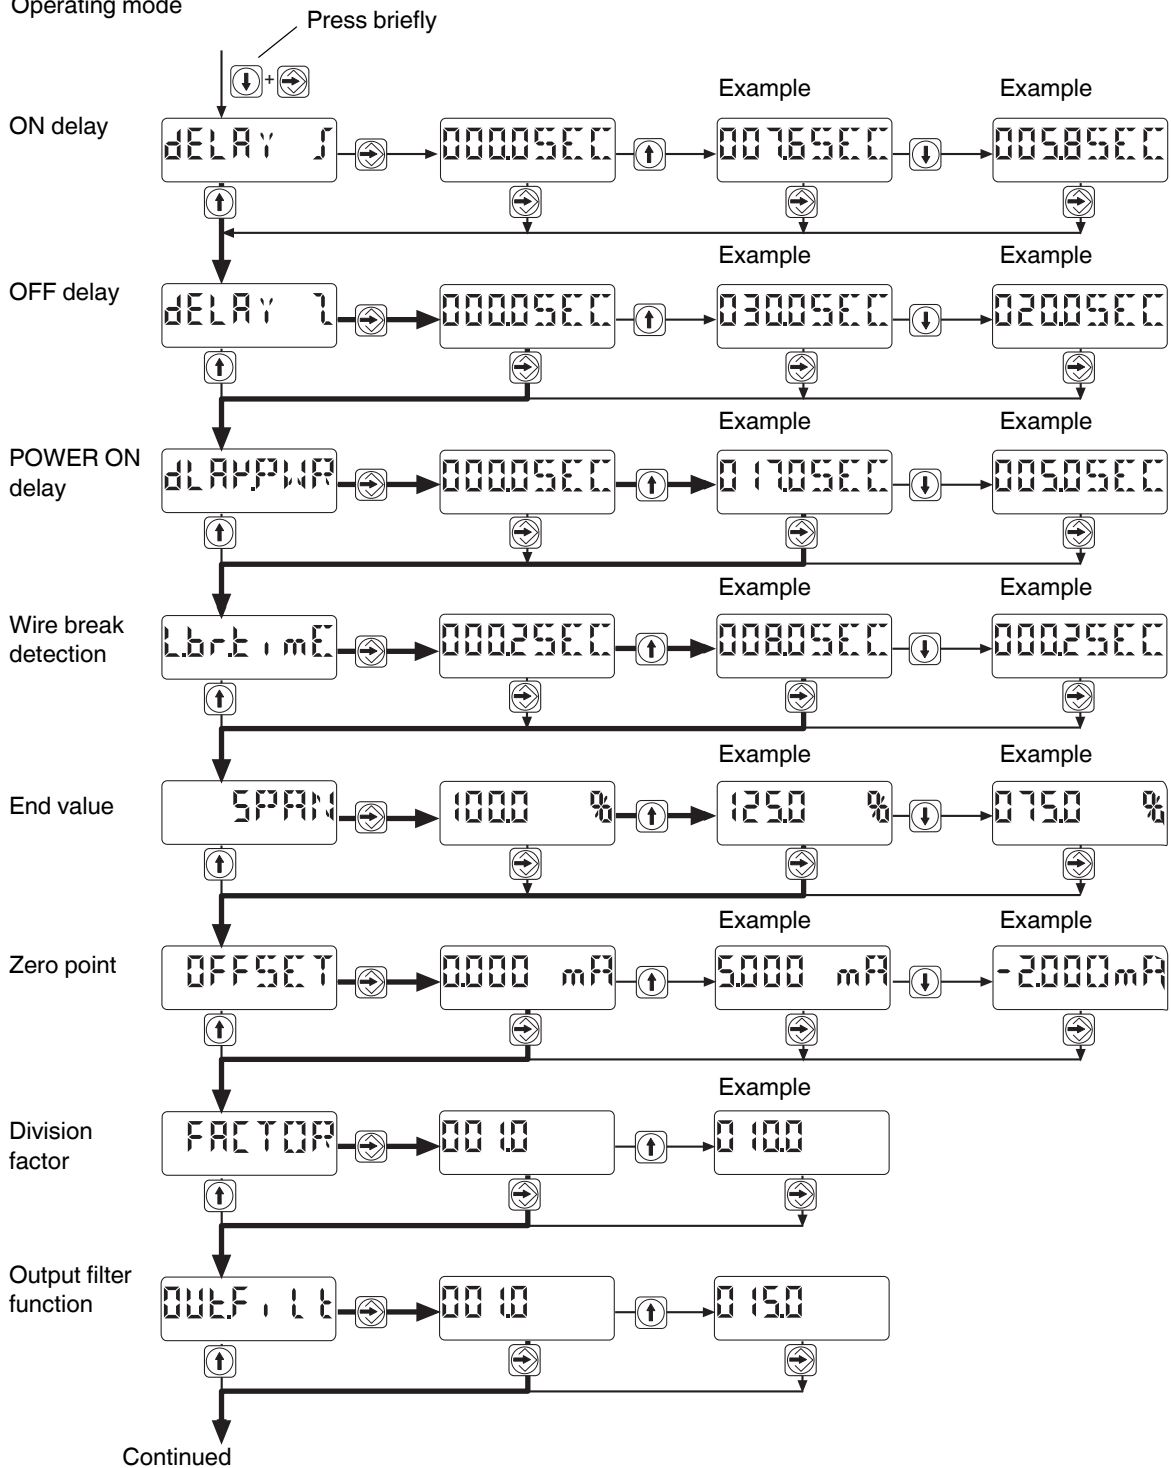 Operating mode
Press briefly
+
Example Example
ON delay dELAY 000.0SEC 007.6SEC 005.8SEC
Example Example
OFF delay dELAY 000.0SEC 030.0SEC 020.0SEC
Example Example
POWER ON
delay
dLAY.PWR 000.0SEC 017.0SEC 005.0SEC
Example Example
Wire break
detection
L.br.timE 000.2SEC 008.0SEC 000.2SEC
Example Example
End value SPAN 100.0 % 125.0 % 075.0 %
Example Example
Zero point OFFSET 0.000 mA 5.000 mA -2.000mA
Example
Division
factor
FACTOR 001.0 010.0
Output filter
function
OUt.FiLt 001.0 015.0
Continued